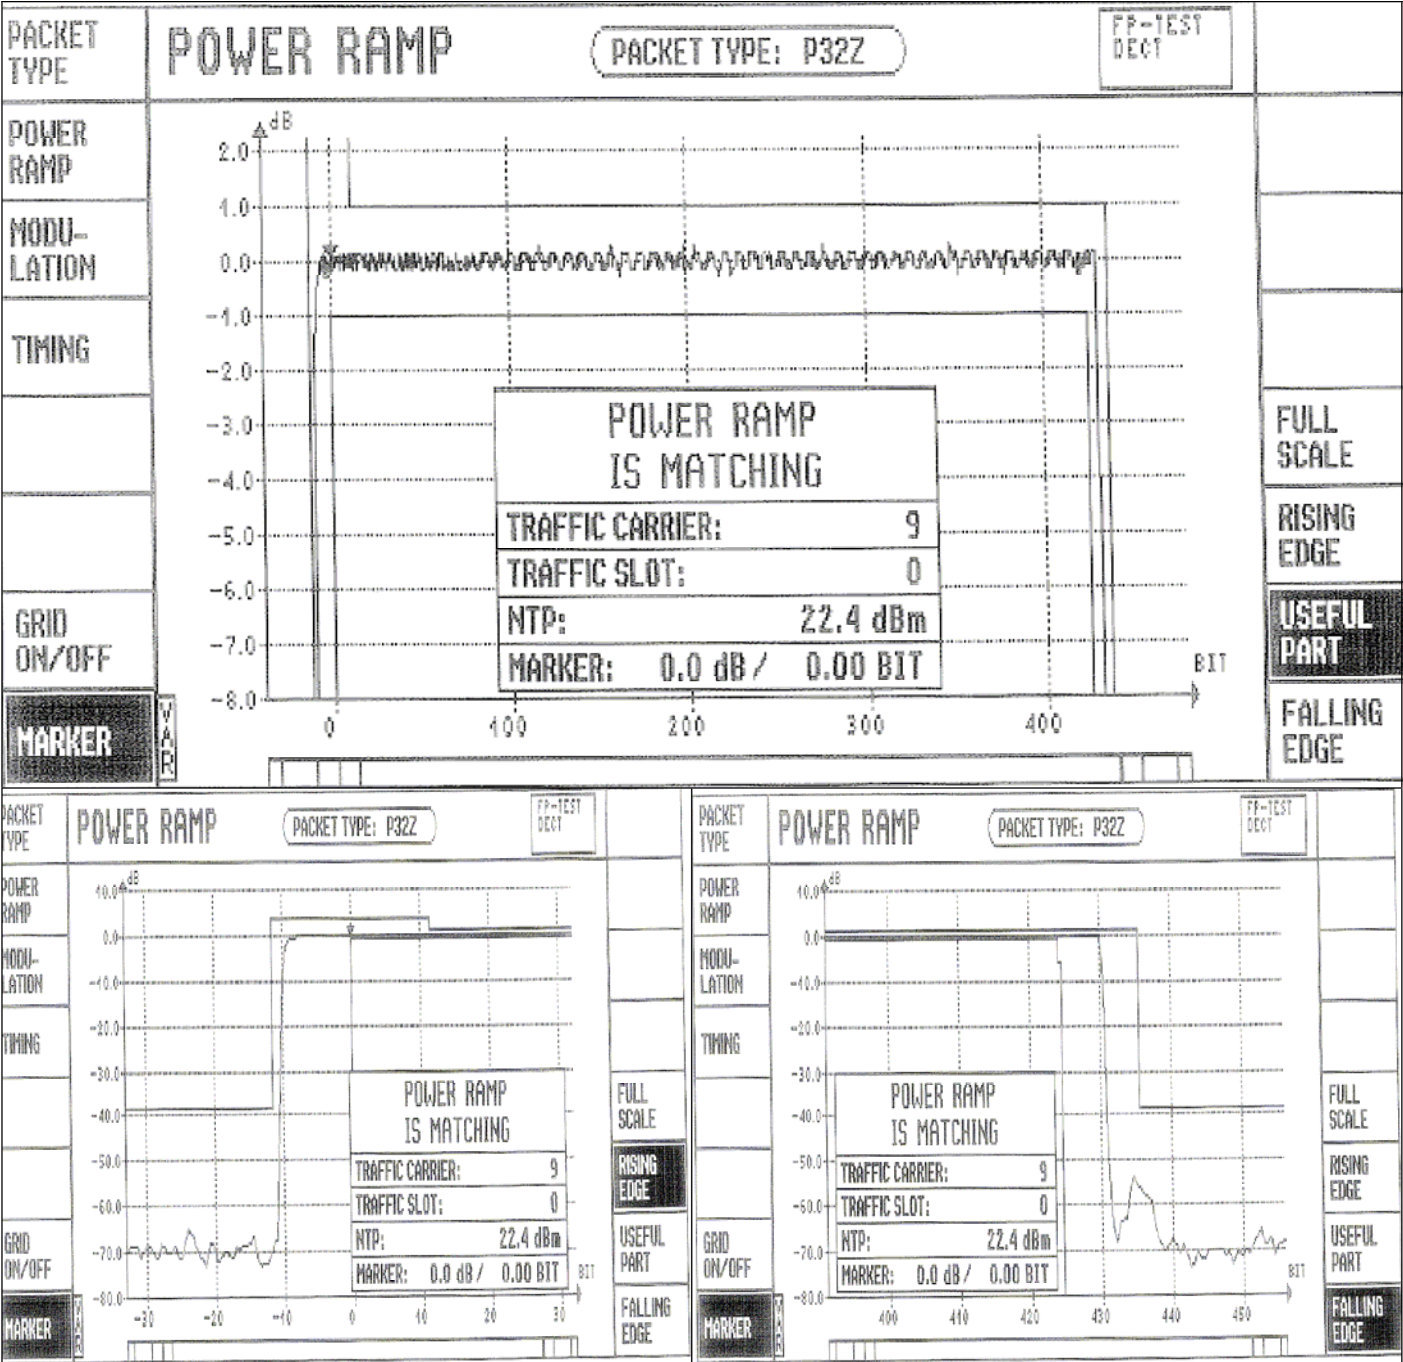 PACKET
TYPE
POWER RAMP
PACKET TYPE: P32Z
FP-TEST
DECT
POWER
RAMP
MODU-
LATION
TIMING
GRID
ON/OFF
MARKER
VAR
dB
2.0
1.0
0.0
-1.0
-2.0
-3.0
-4.0
-5.0
-6.0
-7.0
-8.0
0 100 200 300 400
BIT
POWER RAMP
IS MATCHING
TRAFFIC CARRIER: 9
TRAFFIC SLOT: 0
NTP: 22.4 dBm
MARKER: 0.0 dB / 0.00 BIT
FULL
SCALE
RISING
EDGE
USEFUL
PART
FALLING
EDGE
PACKET
TYPE
POWER RAMP
PACKET TYPE: P32Z
FP-TEST
DECT
POWER
RAMP
MODU-
LATION
TIMING
GRID
ON/OFF
MARKER
VAR
dB
10.0
0.0
-10.0
-20.0
-30.0
-40.0
-50.0
-60.0
-70.0
-80.0
-30 -20 -10 0 10 20 30
BIT
POWER RAMP
IS MATCHING
TRAFFIC CARRIER: 9
TRAFFIC SLOT: 0
NTP: 22.4 dBm
MARKER: 0.0 dB / 0.00 BIT
FULL
SCALE
RISING
EDGE
USEFUL
PART
FALLING
EDGE
PACKET
TYPE
POWER RAMP
PACKET TYPE: P32Z
FP-TEST
DECT
POWER
RAMP
MODU-
LATION
TIMING
GRID
ON/OFF
MARKER
VAR
dB
10.0
0.0
-10.0
-20.0
-30.0
-40.0
-50.0
-60.0
-70.0
-80.0
400 410 420 430 440 450
BIT
POWER RAMP
IS MATCHING
TRAFFIC CARRIER: 9
TRAFFIC SLOT: 0
NTP: 22.4 dBm
MARKER: 0.0 dB / 0.00 BIT
FULL
SCALE
RISING
EDGE
USEFUL
PART
FALLING
EDGE